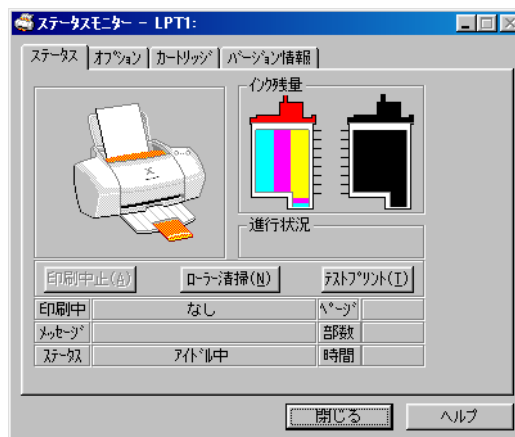 ステータスモニター - LPT1:
ステータス オプション カートリッジ バージョン情報
インク残量
進行状況
印刷中止(A) ローラー清掃(N) テストプリント(T)
印刷中 なし ページ
メッセージ 部数
ステータス アイドル中 時間
閉じる ヘルプ